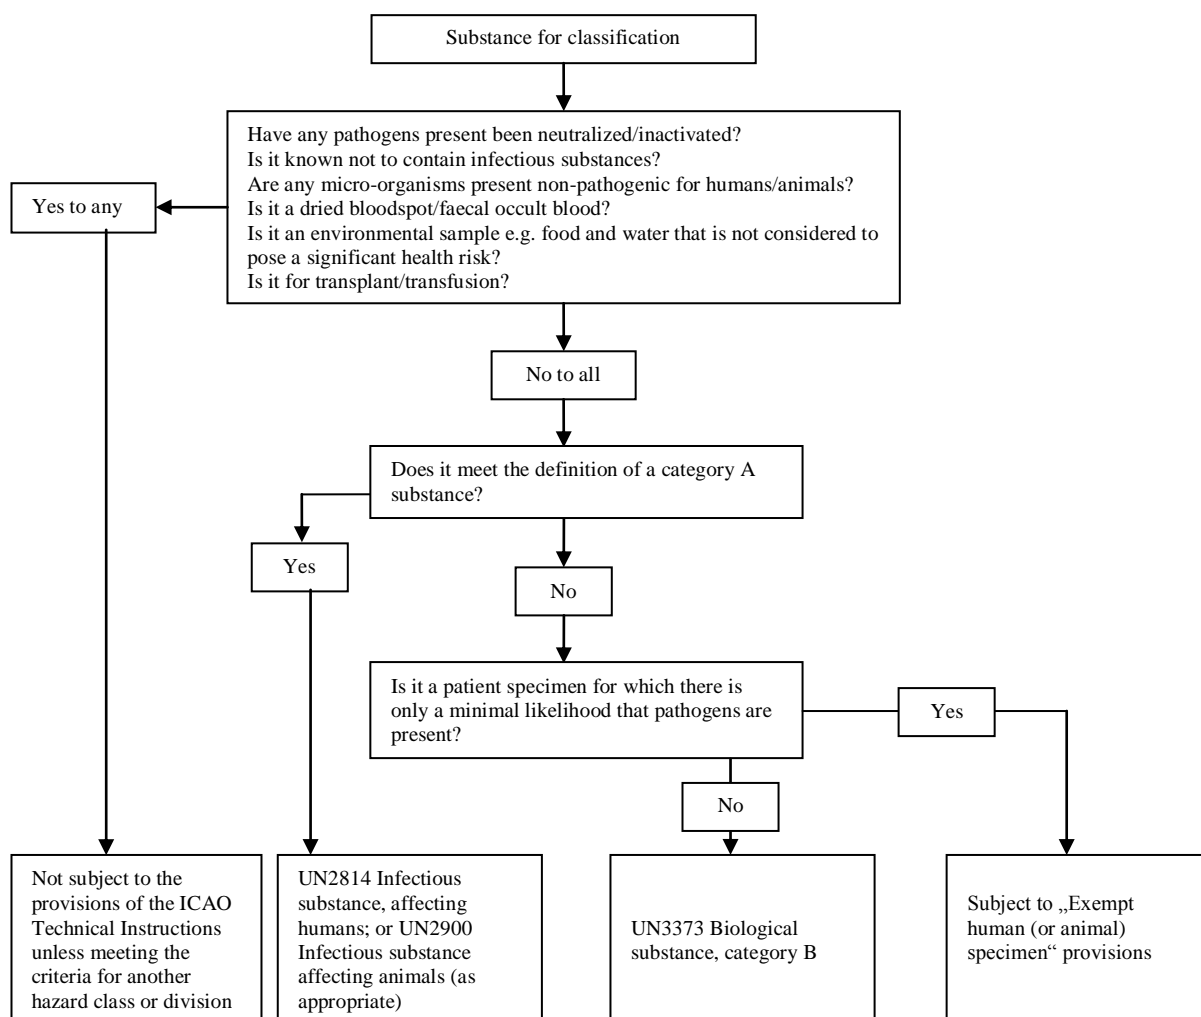 Substance for classification
Have any pathogens present been neutralized/inactivated?
Is it known not to contain infectious substances?
Are any micro-organisms present non-pathogenic for humans/animals?
Is it a dried bloodspot/faecal occult blood?
Is it an environmental sample e.g. food and water that is not considered to
pose a significant health risk?
Is it for transplant/transfusion?
Yes to any
No to all
Does it meet the definition of a category A
substance?
Yes
No
Is it a patient specimen for which there is
only a minimal likelihood that pathogens are
present?
Yes
No
Not subject to the
provisions of the ICAO
Technical Instructions
unless meeting the
criteria for another
hazard class or division
UN2814 Infectious
substance, affecting
humans; or UN2900
Infectious substance
affecting animals (as
appropriate)
UN3373 Biological
substance, category B
Subject to „Exempt
human (or animal)
specimen“ provisions